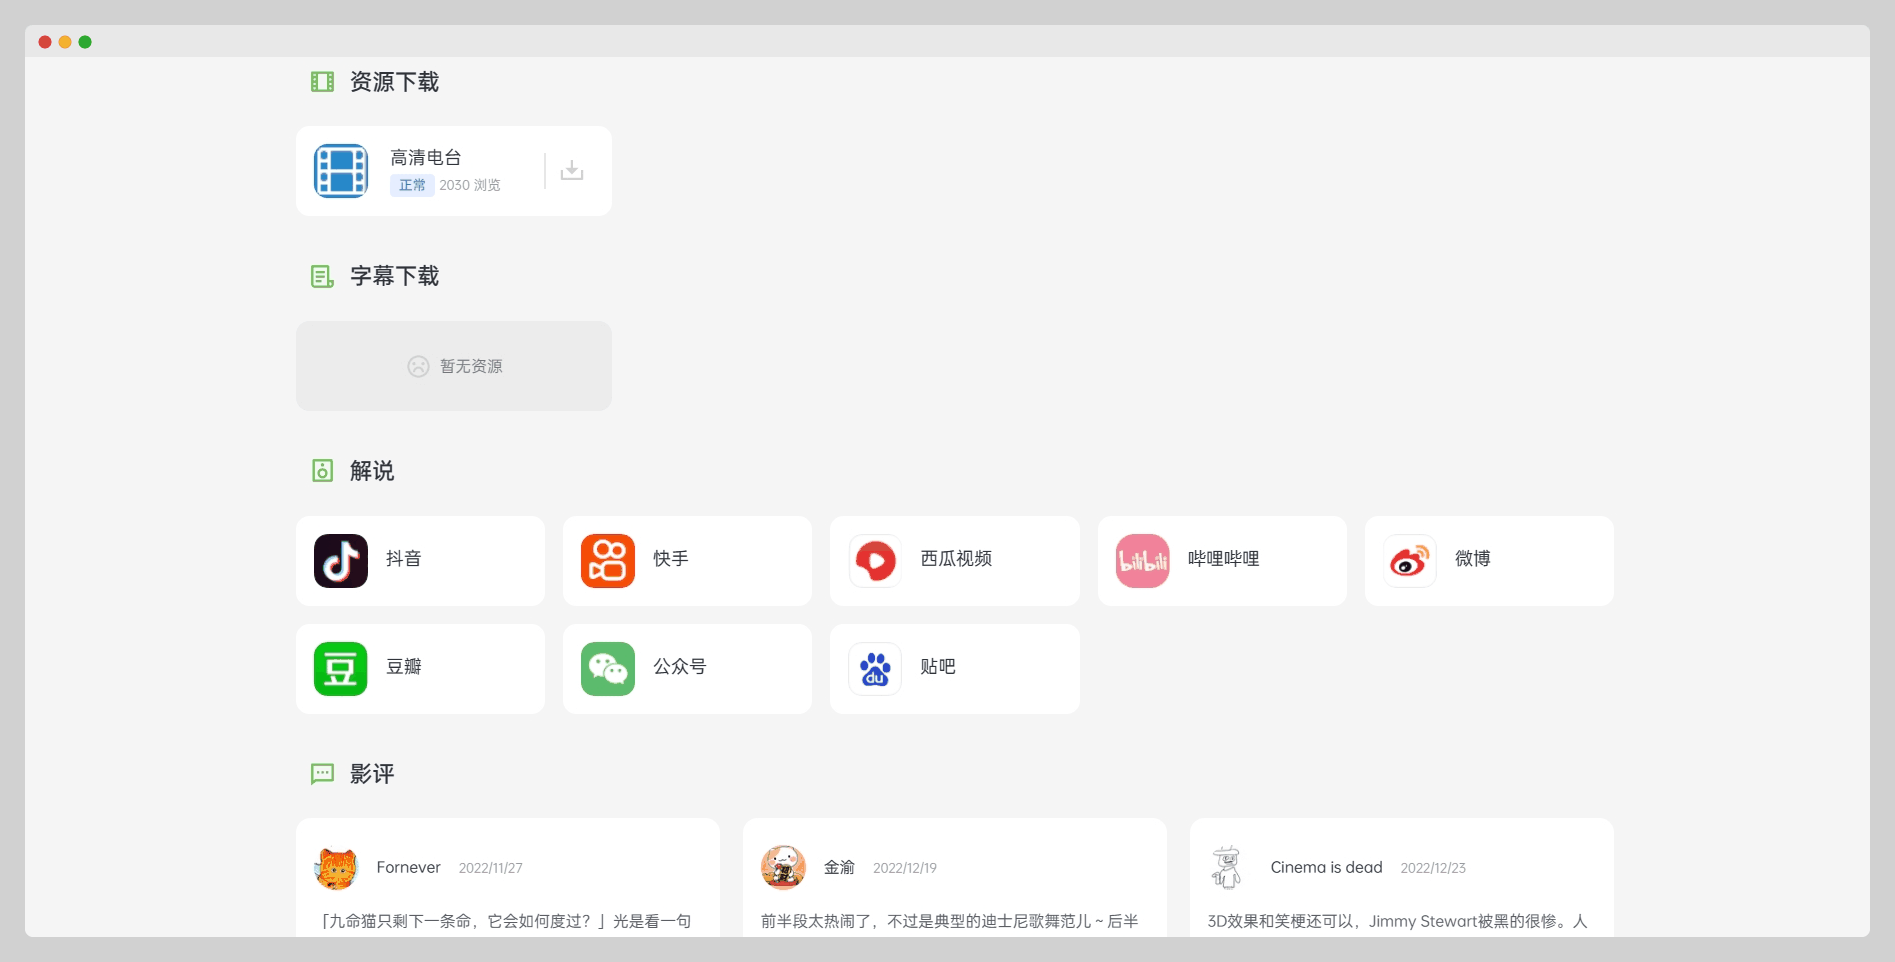 资源下载
高清电台
正常 2030 浏览
字幕下载
暂无资源
解说
抖音
快手
西瓜视频
bilibili
哔哩哔哩
微博
豆
豆瓣
公众号
du
贴吧
影评
Fornever 2022/11/27
「九命猫只剩下一条命，它会如何度过？」光是看一句
金渝 2022/12/19
前半段太热闹了，不过是典型的迪士尼歌舞范儿～后半
Cinema is dead 2022/12/23
3D效果和笑梗还可以，Jimmy Stewart被黑的很惨。人